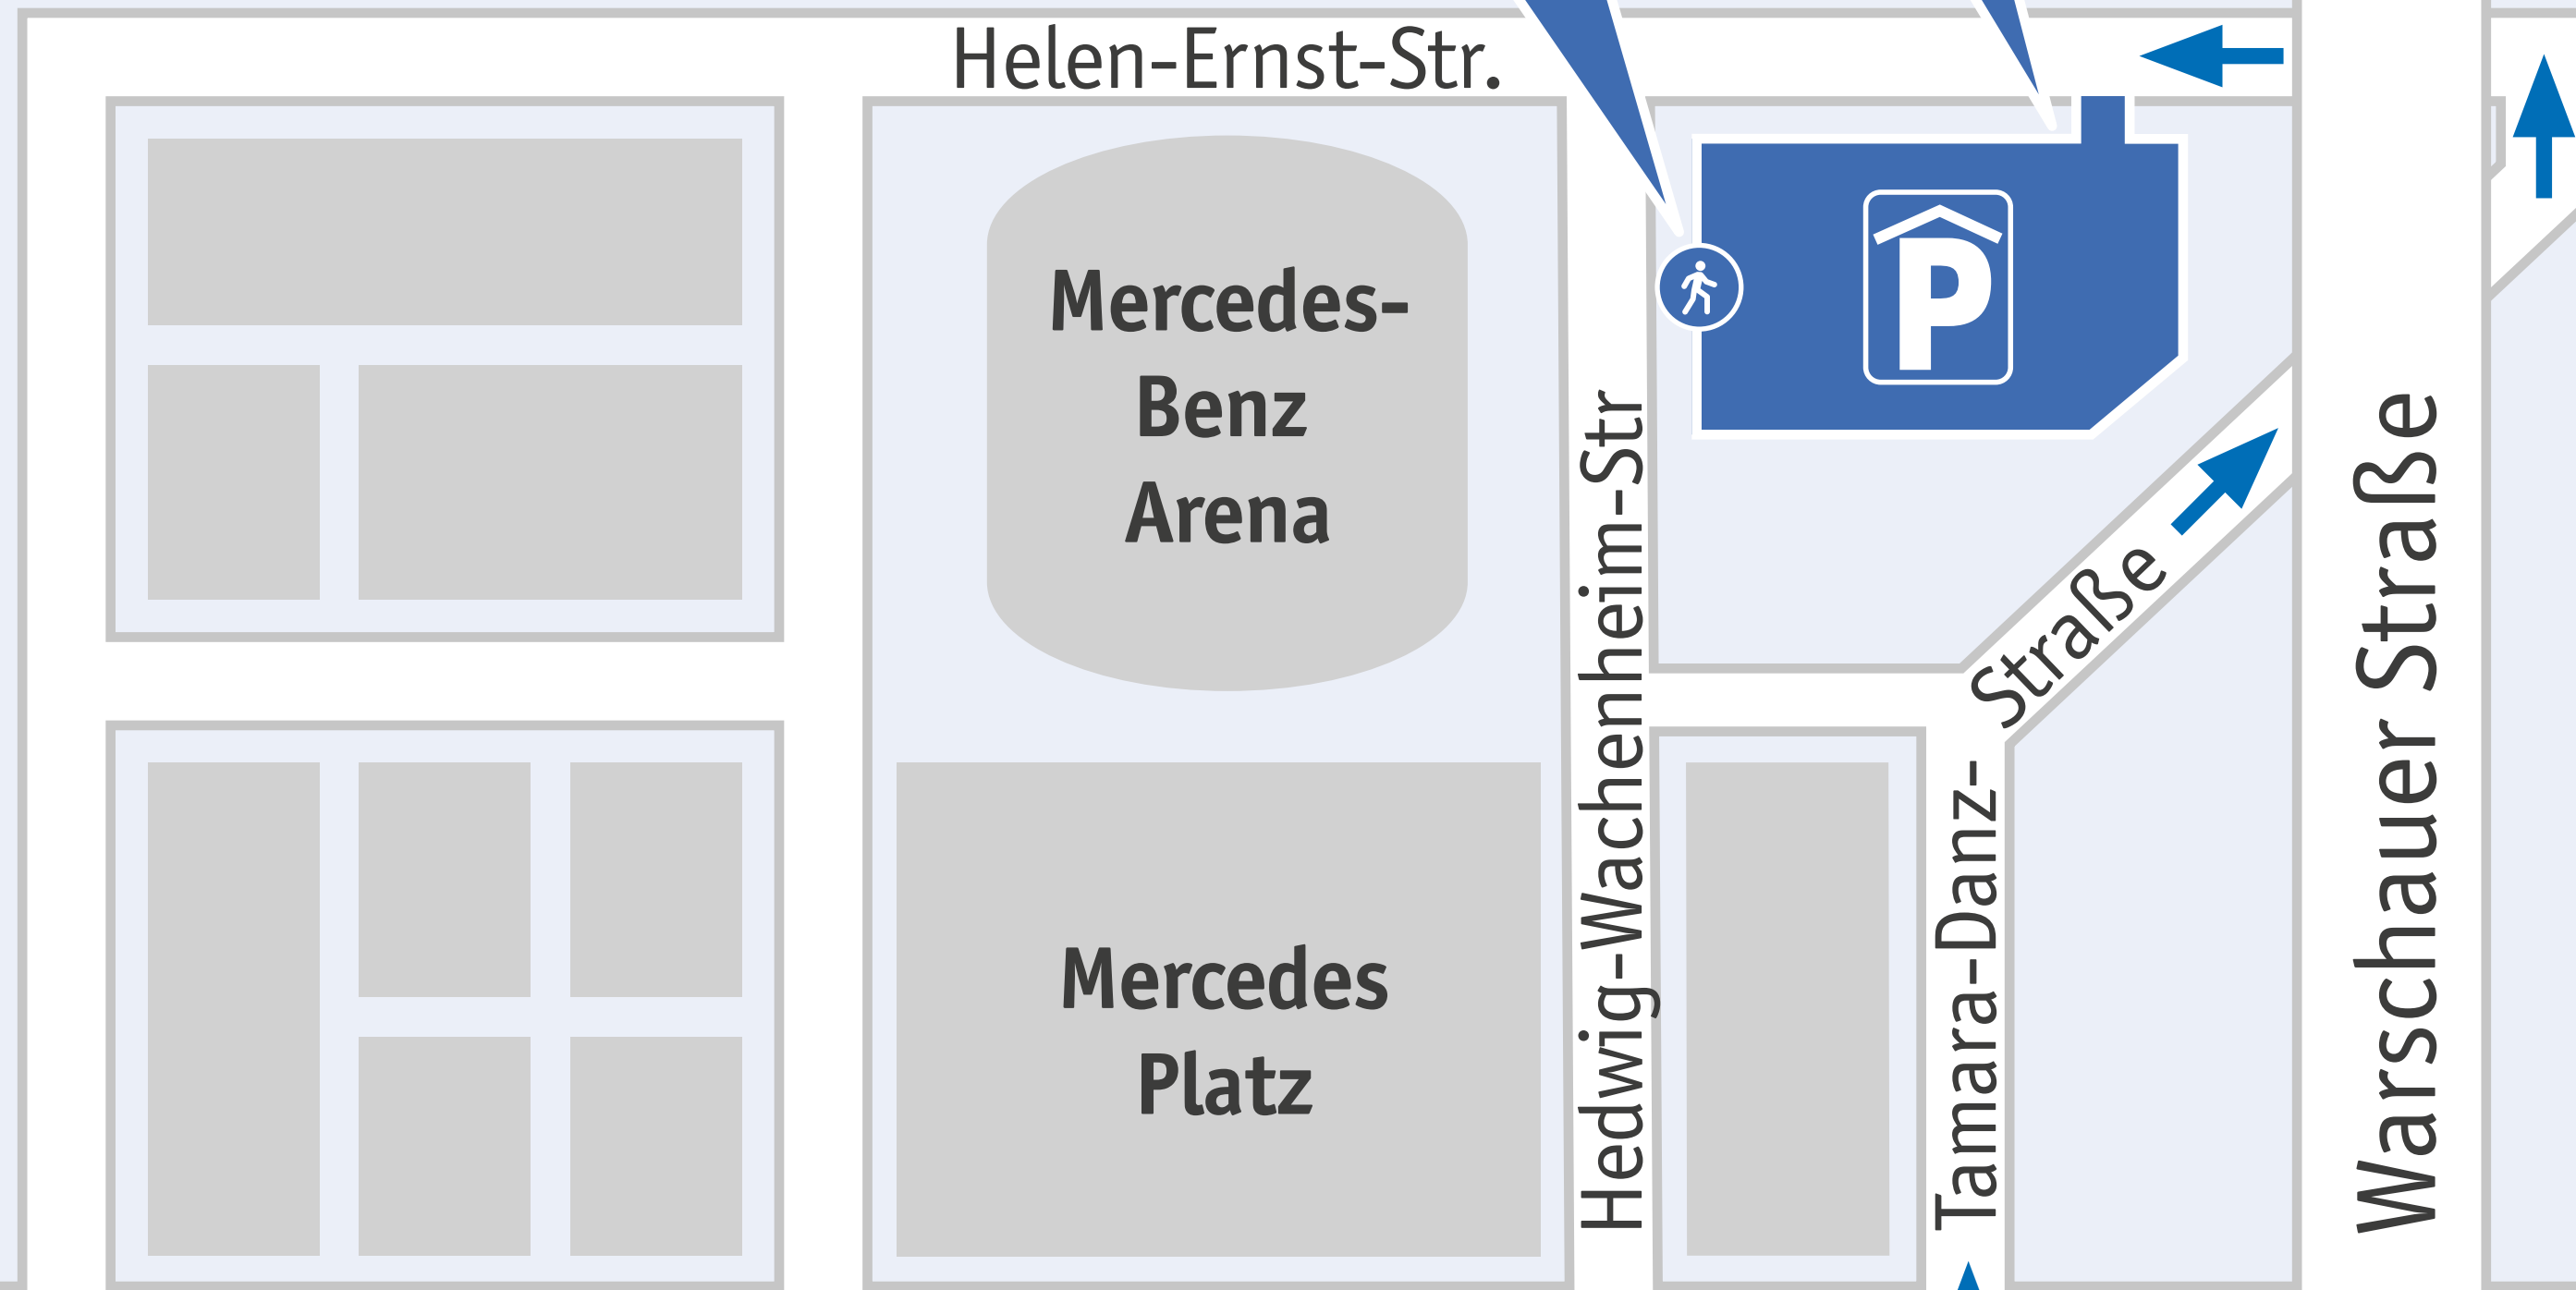 Helen-Ernst-Str.
Mercedes-
Benz
Arena
P
Hedwig-Wachenheim-Str
Tamara-Danz-
Straße
Warschauer Straße
Mercedes
Platz